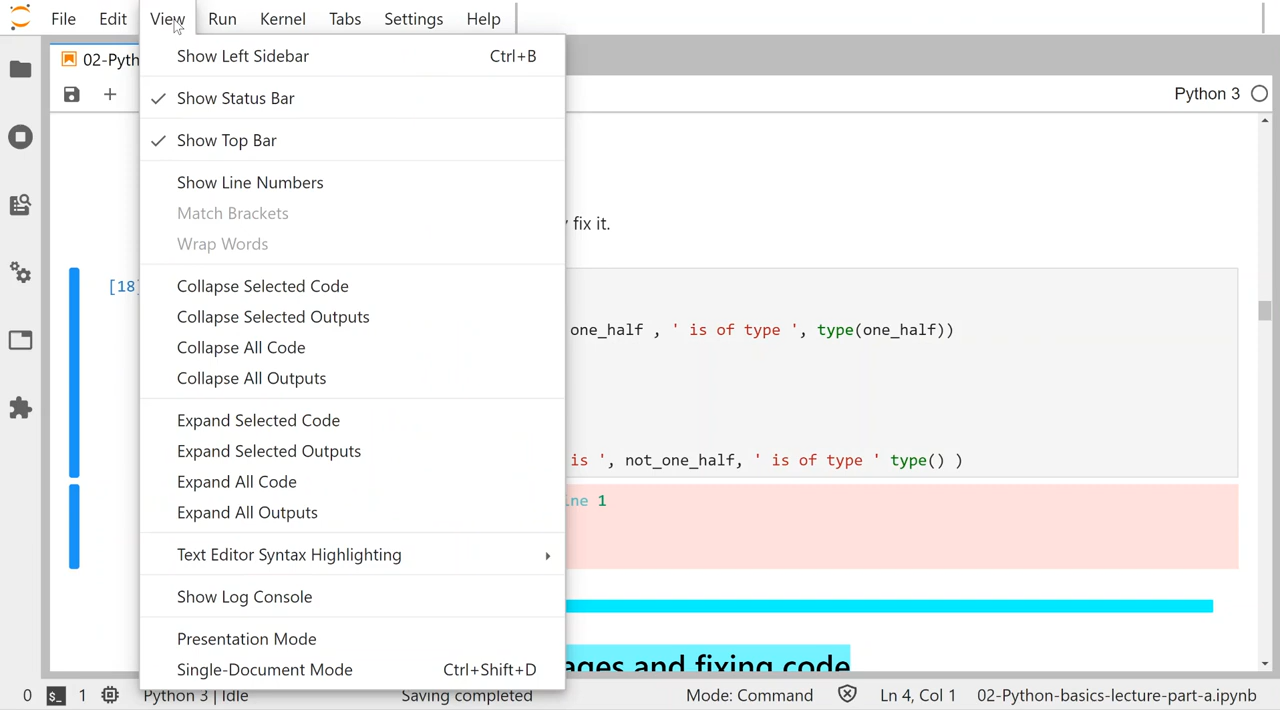 File Edit View Run Kernel Tabs Settings Help
02-Pyth
Show Left Sidebar Ctrl+B
Show Status Bar
Python 3
Show Top Bar
Show Line Numbers
Match Brackets
fix it.
Wrap Words
[18]
Collapse Selected Code
Collapse Selected Outputs
one_half , ' is of type ', type(one_half))
Collapse All Code
Collapse All Outputs
Expand Selected Code
Expand Selected Outputs
is ', not_one_half, ' is of type ' type() )
Expand All Code
ine 1
Expand All Outputs
Text Editor Syntax Highlighting
Show Log Console
Presentation Mode
ages and fixing code
Single-Document Mode Ctrl+Shift+D
0 $_ 1 Python 3 | Idle Saving completed Mode: Command Ln 4, Col 1 02-Python-basics-lecture-part-a.ipynb